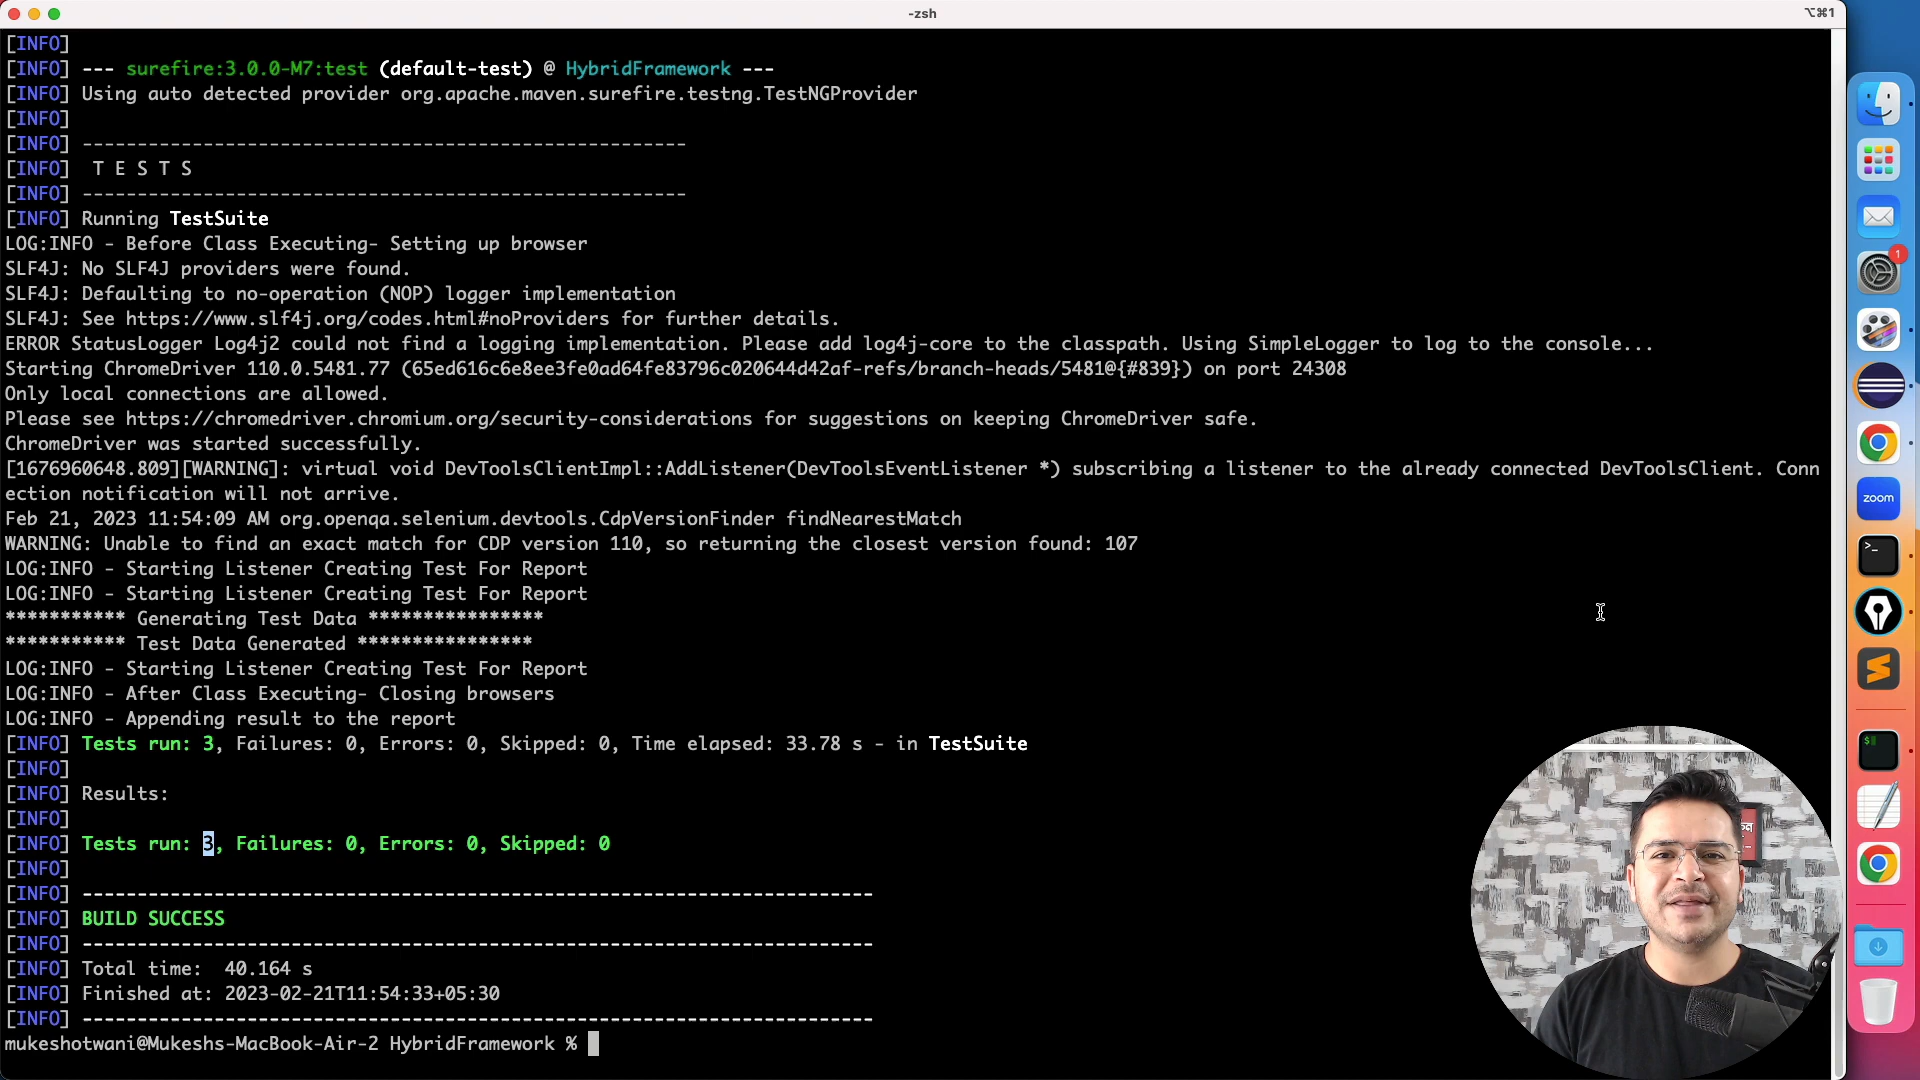 -zsh
⌥⌘1
[INFO]
[INFO] --- surefire:3.0.0-M7:test (default-test) @ HybridFramework ---
[INFO] Using auto detected provider org.apache.maven.surefire.testng.TestNGProvider
[INFO]
[INFO] -------------------------------------------------------
[INFO]  T E S T S
[INFO] -------------------------------------------------------
[INFO] Running TestSuite
LOG:INFO - Before Class Executing- Setting up browser
SLF4J: No SLF4J providers were found.
SLF4J: Defaulting to no-operation (NOP) logger implementation
SLF4J: See https://www.slf4j.org/codes.html#noProviders for further details.
ERROR StatusLogger Log4j2 could not find a logging implementation. Please add log4j-core to the classpath. Using SimpleLogger to log to the console...
Starting ChromeDriver 110.0.5481.77 (65ed616c6e8ee3fe0ad64fe83796c020644d42af-refs/branch-heads/5481@{#839}) on port 24308
Only local connections are allowed.
Please see https://chromedriver.chromium.org/security-considerations for suggestions on keeping ChromeDriver safe.
ChromeDriver was started successfully.
[1676960648.809][WARNING]: virtual void DevToolsClientImpl::AddListener(DevToolsEventListener *) subscribing a listener to the already connected DevToolsClient. Conn
ection notification will not arrive.
Feb 21, 2023 11:54:09 AM org.openqa.selenium.devtools.CdpVersionFinder findNearestMatch
WARNING: Unable to find an exact match for CDP version 110, so returning the closest version found: 107
LOG:INFO - Starting Listener Creating Test For Report
LOG:INFO - Starting Listener Creating Test For Report
*********** Generating Test Data ****************
*********** Test Data Generated ****************
LOG:INFO - Starting Listener Creating Test For Report
LOG:INFO - After Class Executing- Closing browsers
LOG:INFO - Appending result to the report
[INFO] Tests run: 3, Failures: 0, Errors: 0, Skipped: 0, Time elapsed: 33.78 s - in TestSuite
[INFO]
[INFO] Results:
[INFO]
[INFO] Tests run: 3, Failures: 0, Errors: 0, Skipped: 0
[INFO]
[INFO] ------------------------------------------------------------------------
[INFO] BUILD SUCCESS
[INFO] ------------------------------------------------------------------------
[INFO] Total time:  40.164 s
[INFO] Finished at: 2023-02-21T11:54:33+05:30
[INFO] ------------------------------------------------------------------------
mukeshotwani@Mukeshs-MacBook-Air-2 HybridFramework %
1
zoom
>_
$